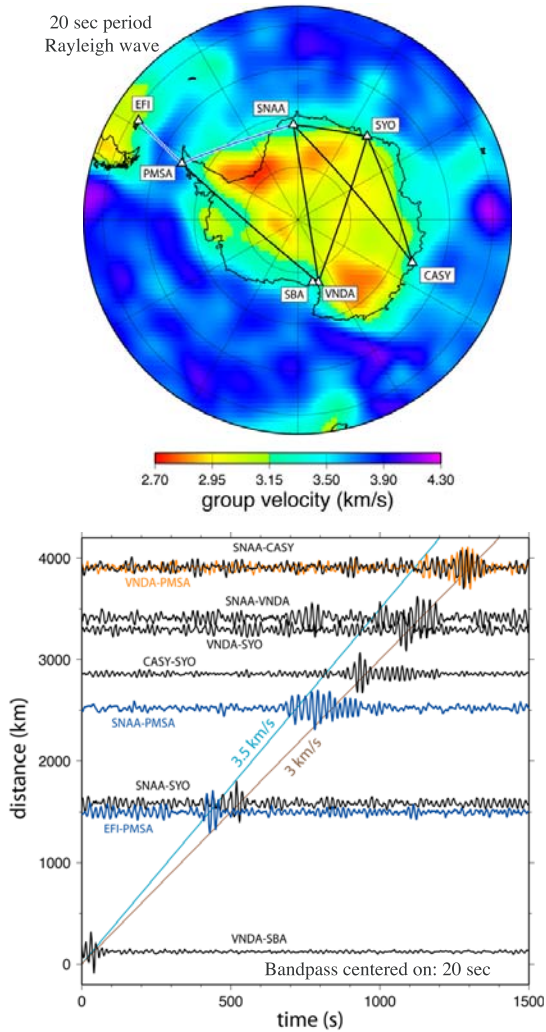 20 sec period
Rayleigh wave
EFI
SNAA
SYO
PMSA
CASY
SBA
VNDA
2.70 2.95 3.15 3.50 3.90 4.30
group velocity (km/s)
4000
SNAA-CASY
VNDA-PMSA
SNAA-VNDA
VNDA-SYO
3000
CASY-SYO
SNAA-PMSA
3.5 km/s
3 km/s
distance (km)
2000
SNAA-SYO
EFI-PMSA
1000
VNDA-SBA
0
Bandpass centered on: 20 sec
0 500 1000 1500
time (s)